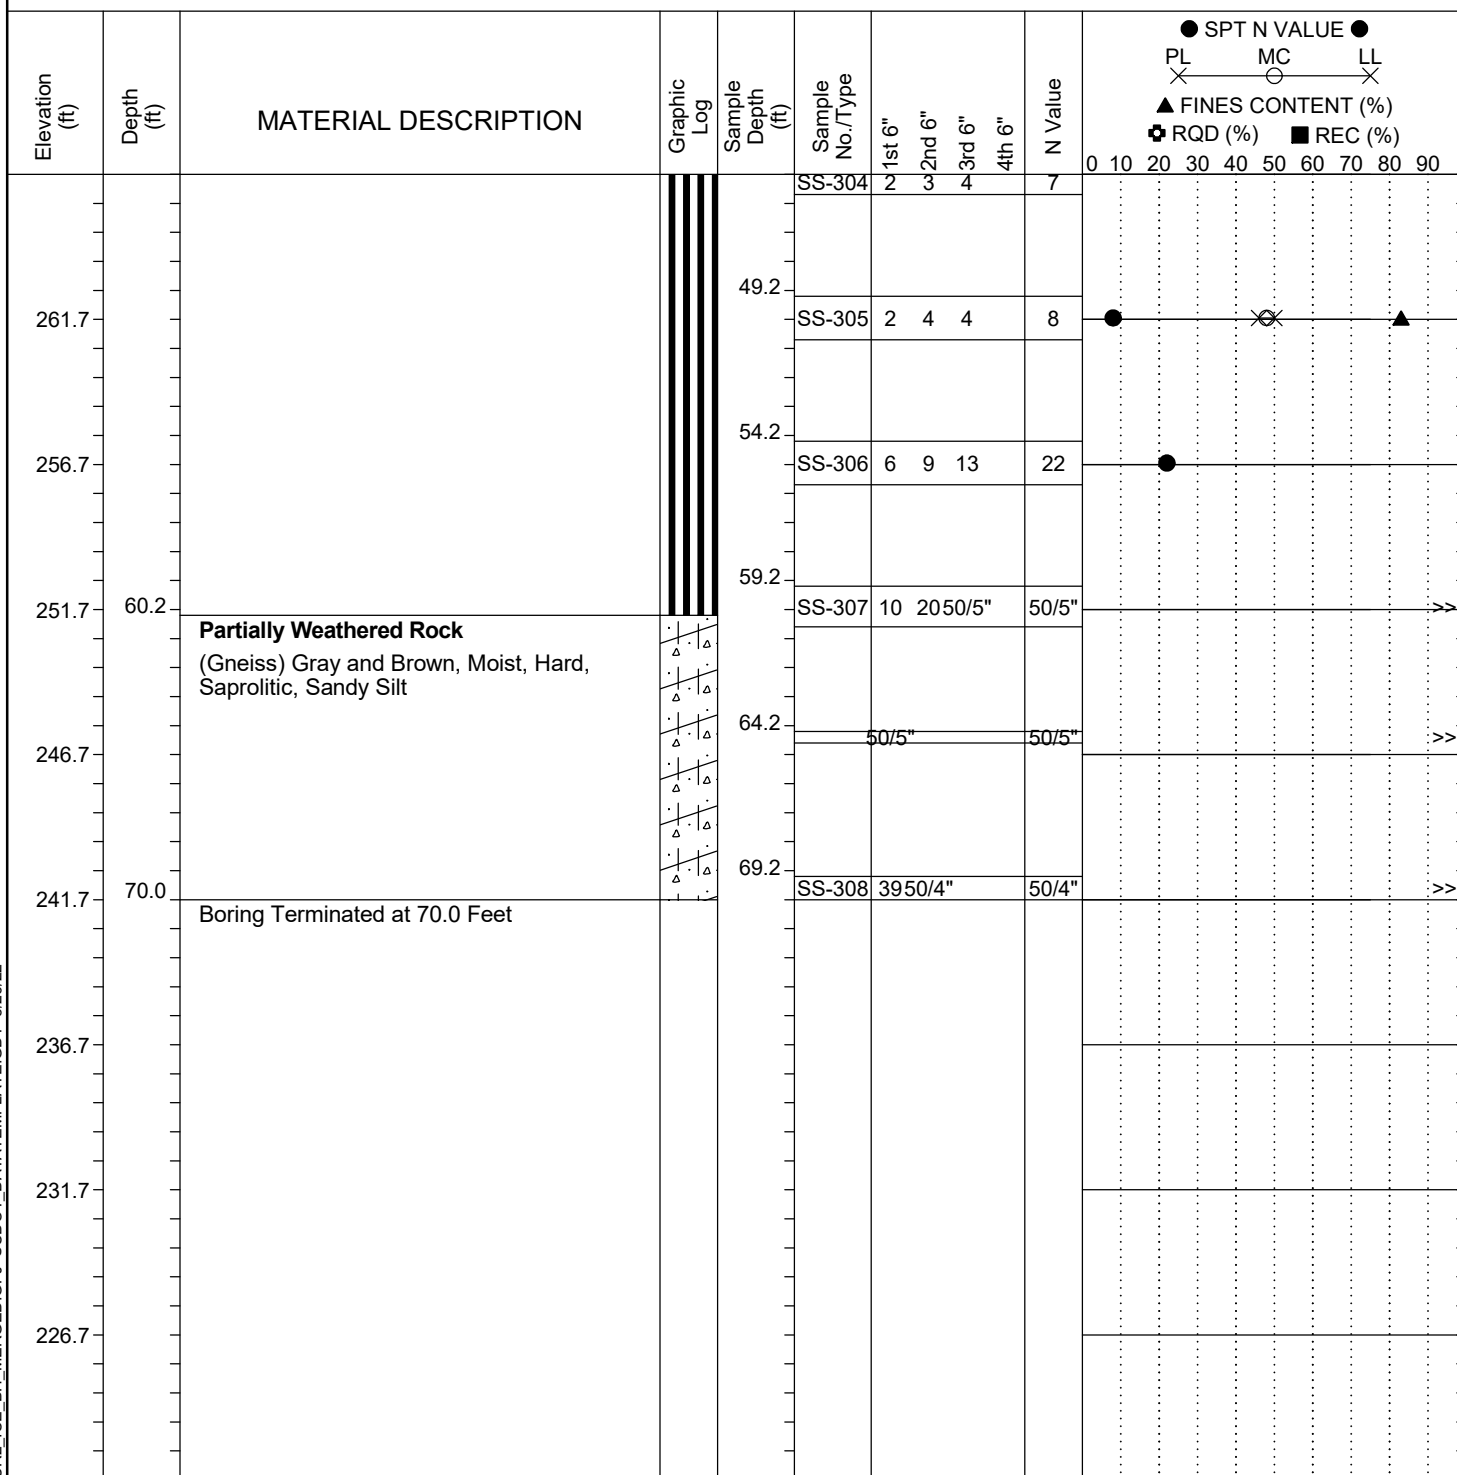 ● SPT N VALUE ●
PL MC LL
▲ FINES CONTENT (%)
RQD (%) ■ REC (%)
Elevation (ft)
Depth (ft)
MATERIAL DESCRIPTION
Graphic Log
Sample Depth (ft)
Sample No./Type
1st 6"
2nd 6"
3rd 6"
4th 6"
N Value
0 10 20 30 40 50 60 70 80 90
SS-304 2 3 4 7
49.2
261.7 SS-305 2 4 4 8
54.2
256.7 SS-306 6 9 13 22
59.2
251.7 60.2 SS-307 10 20 50/5" 50/5" >>
Partially Weathered Rock
(Gneiss) Gray and Brown, Moist, Hard,
Saprolitic, Sandy Silt
64.2
50/5" 50/5" >>
246.7
69.2
70.0 SS-308 39 50/4" 50/4" >>
241.7
Boring Terminated at 70.0 Feet
236.7
231.7
226.7